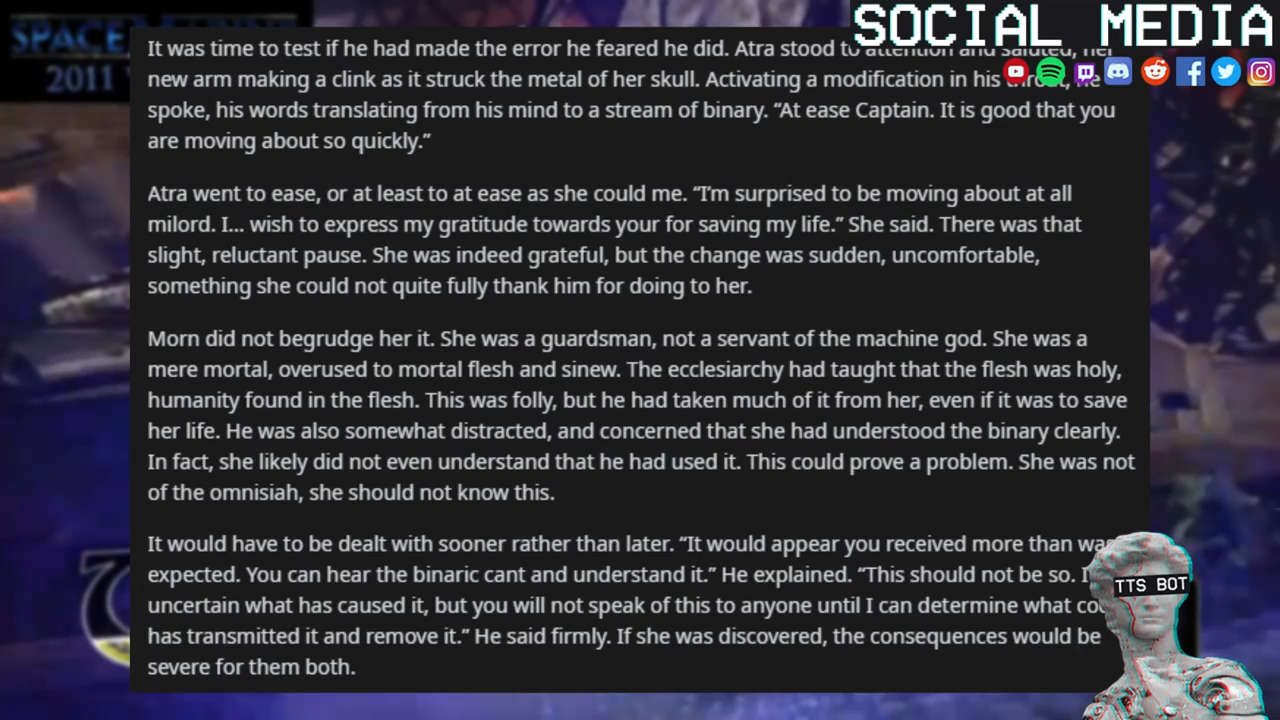 SPACE
2011
SOCIAL MEDIA
It was time to test if he had made the error he feared he did. Atra stood to attention and saluted, her
new arm making a clink as it struck the metal of her skull. Activating a modification in his throat, he
spoke, his words translating from his mind to a stream of binary. “At ease Captain. It is good that you
are moving about so quickly.”
Atra went to ease, or at least to at ease as she could me. “I’m surprised to be moving about at all
milord. I... wish to express my gratitude towards your for saving my life.” She said. There was that
slight, reluctant pause. She was indeed grateful, but the change was sudden, uncomfortable,
something she could not quite fully thank him for doing to her.
Morn did not begrudge her it. She was a guardsman, not a servant of the machine god. She was a
mere mortal, overused to mortal flesh and sinew. The ecclesiarchy had taught that the flesh was holy,
humanity found in the flesh. This was folly, but he had taken much of it from her, even if it was to save
her life. He was also somewhat distracted, and concerned that she had understood the binary clearly.
In fact, she likely did not even understand that he had used it. This could prove a problem. She was not
of the omnisiah, she should not know this.
It would have to be dealt with sooner rather than later. “It would appear you received more than was
expected. You can hear the binaric cant and understand it.” He explained. “This should not be so. I
uncertain what has caused it, but you will not speak of this to anyone until I can determine what
has transmitted it and remove it.” He said firmly. If she was discovered, the consequences would be
severe for them both.
TTS BOT